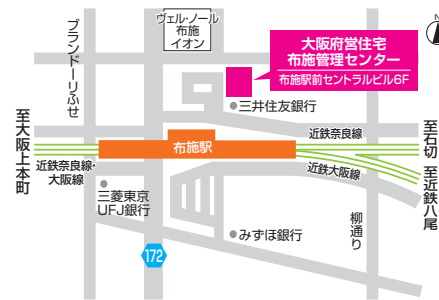 ヴェル・ノール
布施
イオン
N
ブランドーリふせ
大阪府営住宅
布施管理センター
布施駅前セントラルビル6F
三井住友銀行
近鉄奈良線
布施駅
至大阪上本町
近鉄奈良線・
大阪線
近鉄大阪線
至石切
至近鉄八尾
三菱東京
UFJ銀行
みずほ銀行
柳通り
172